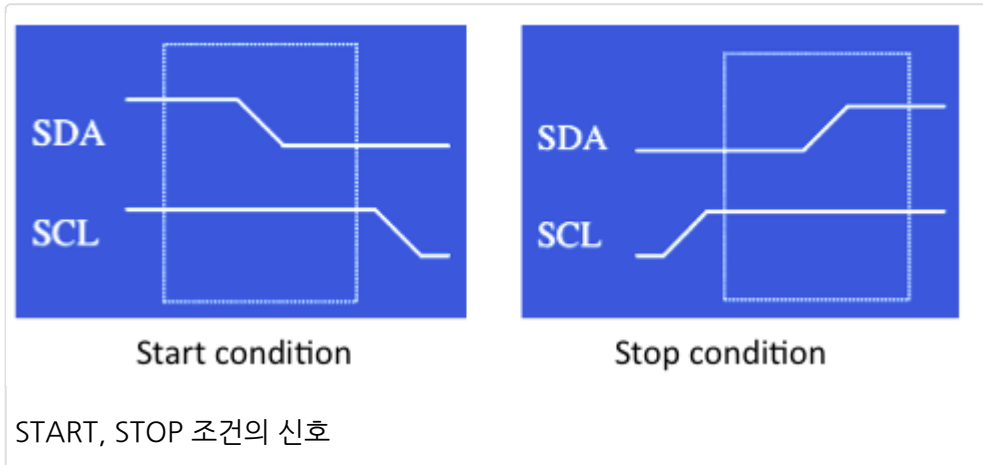 SDA
SCL
Start condition
SDA
SCL
Stop condition
START, STOP 조건의 신호